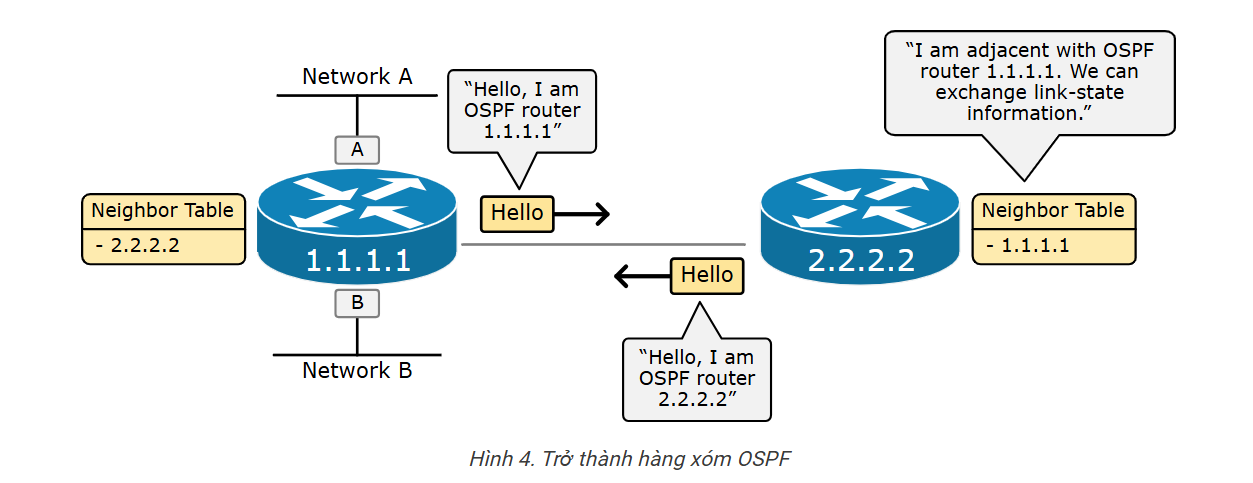 Network A
A
"Hello, I am
OSPF router
1.1.1.1"
"I am adjacent with OSPF
router 1.1.1.1. We can
exchange link-state
information."
Neighbor Table
- 2.2.2.2
1.1.1.1
Hello
2.2.2.2
Neighbor Table
- 1.1.1.1
Hello
B
Network B
"Hello, I am
OSPF router
2.2.2.2"
Hình 4. Trở thành hàng xóm OSPF